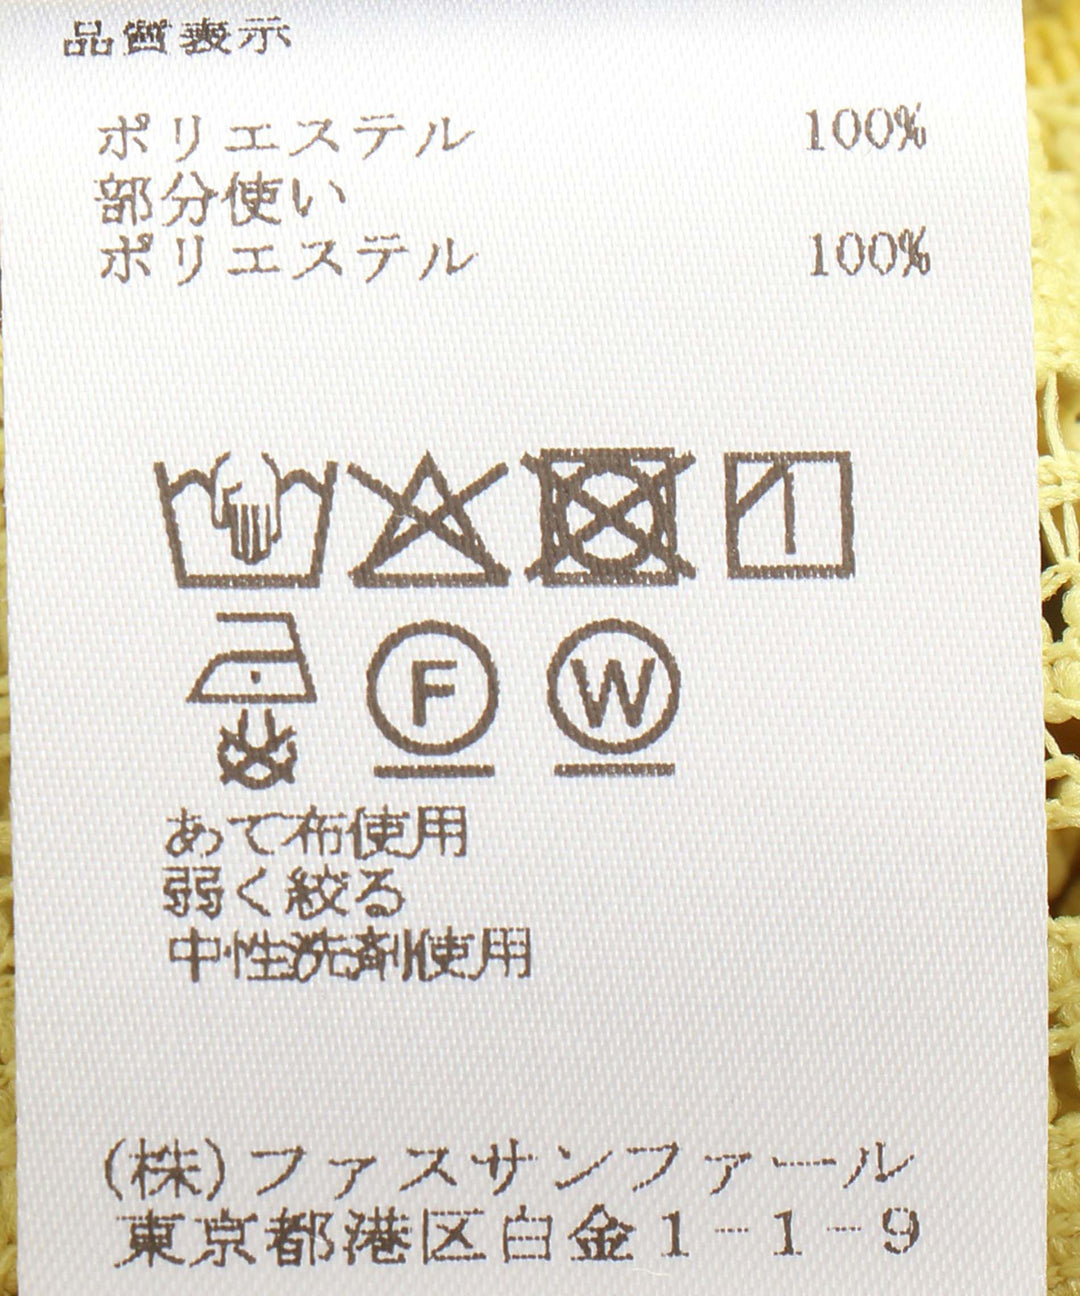 品質表示
ポリエステル 100%
部分使い
ポリエステル 100%
F W
あて布使用
弱く絞る
中性洗剤使用
(株)ファスサンファール
東京都港区白金1-1-9